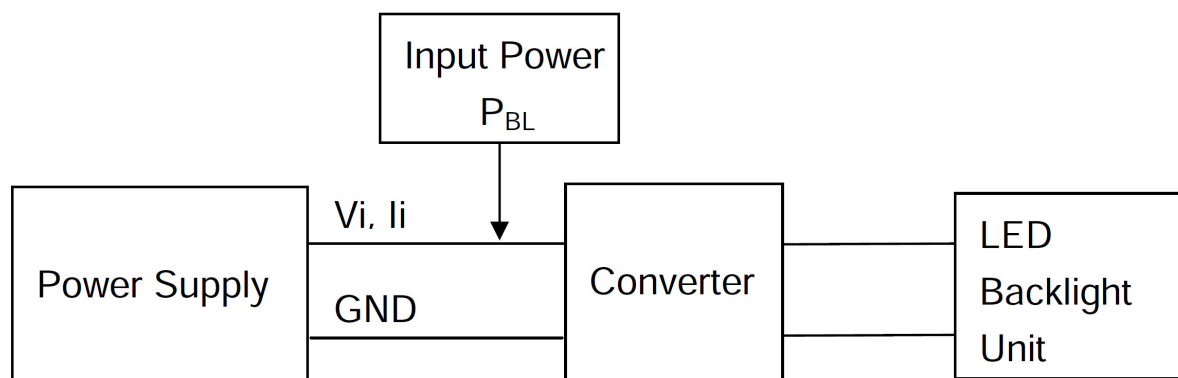 Input Power
PBL
Vi, Ii
Power Supply
GND
Converter
LED
Backlight
Unit